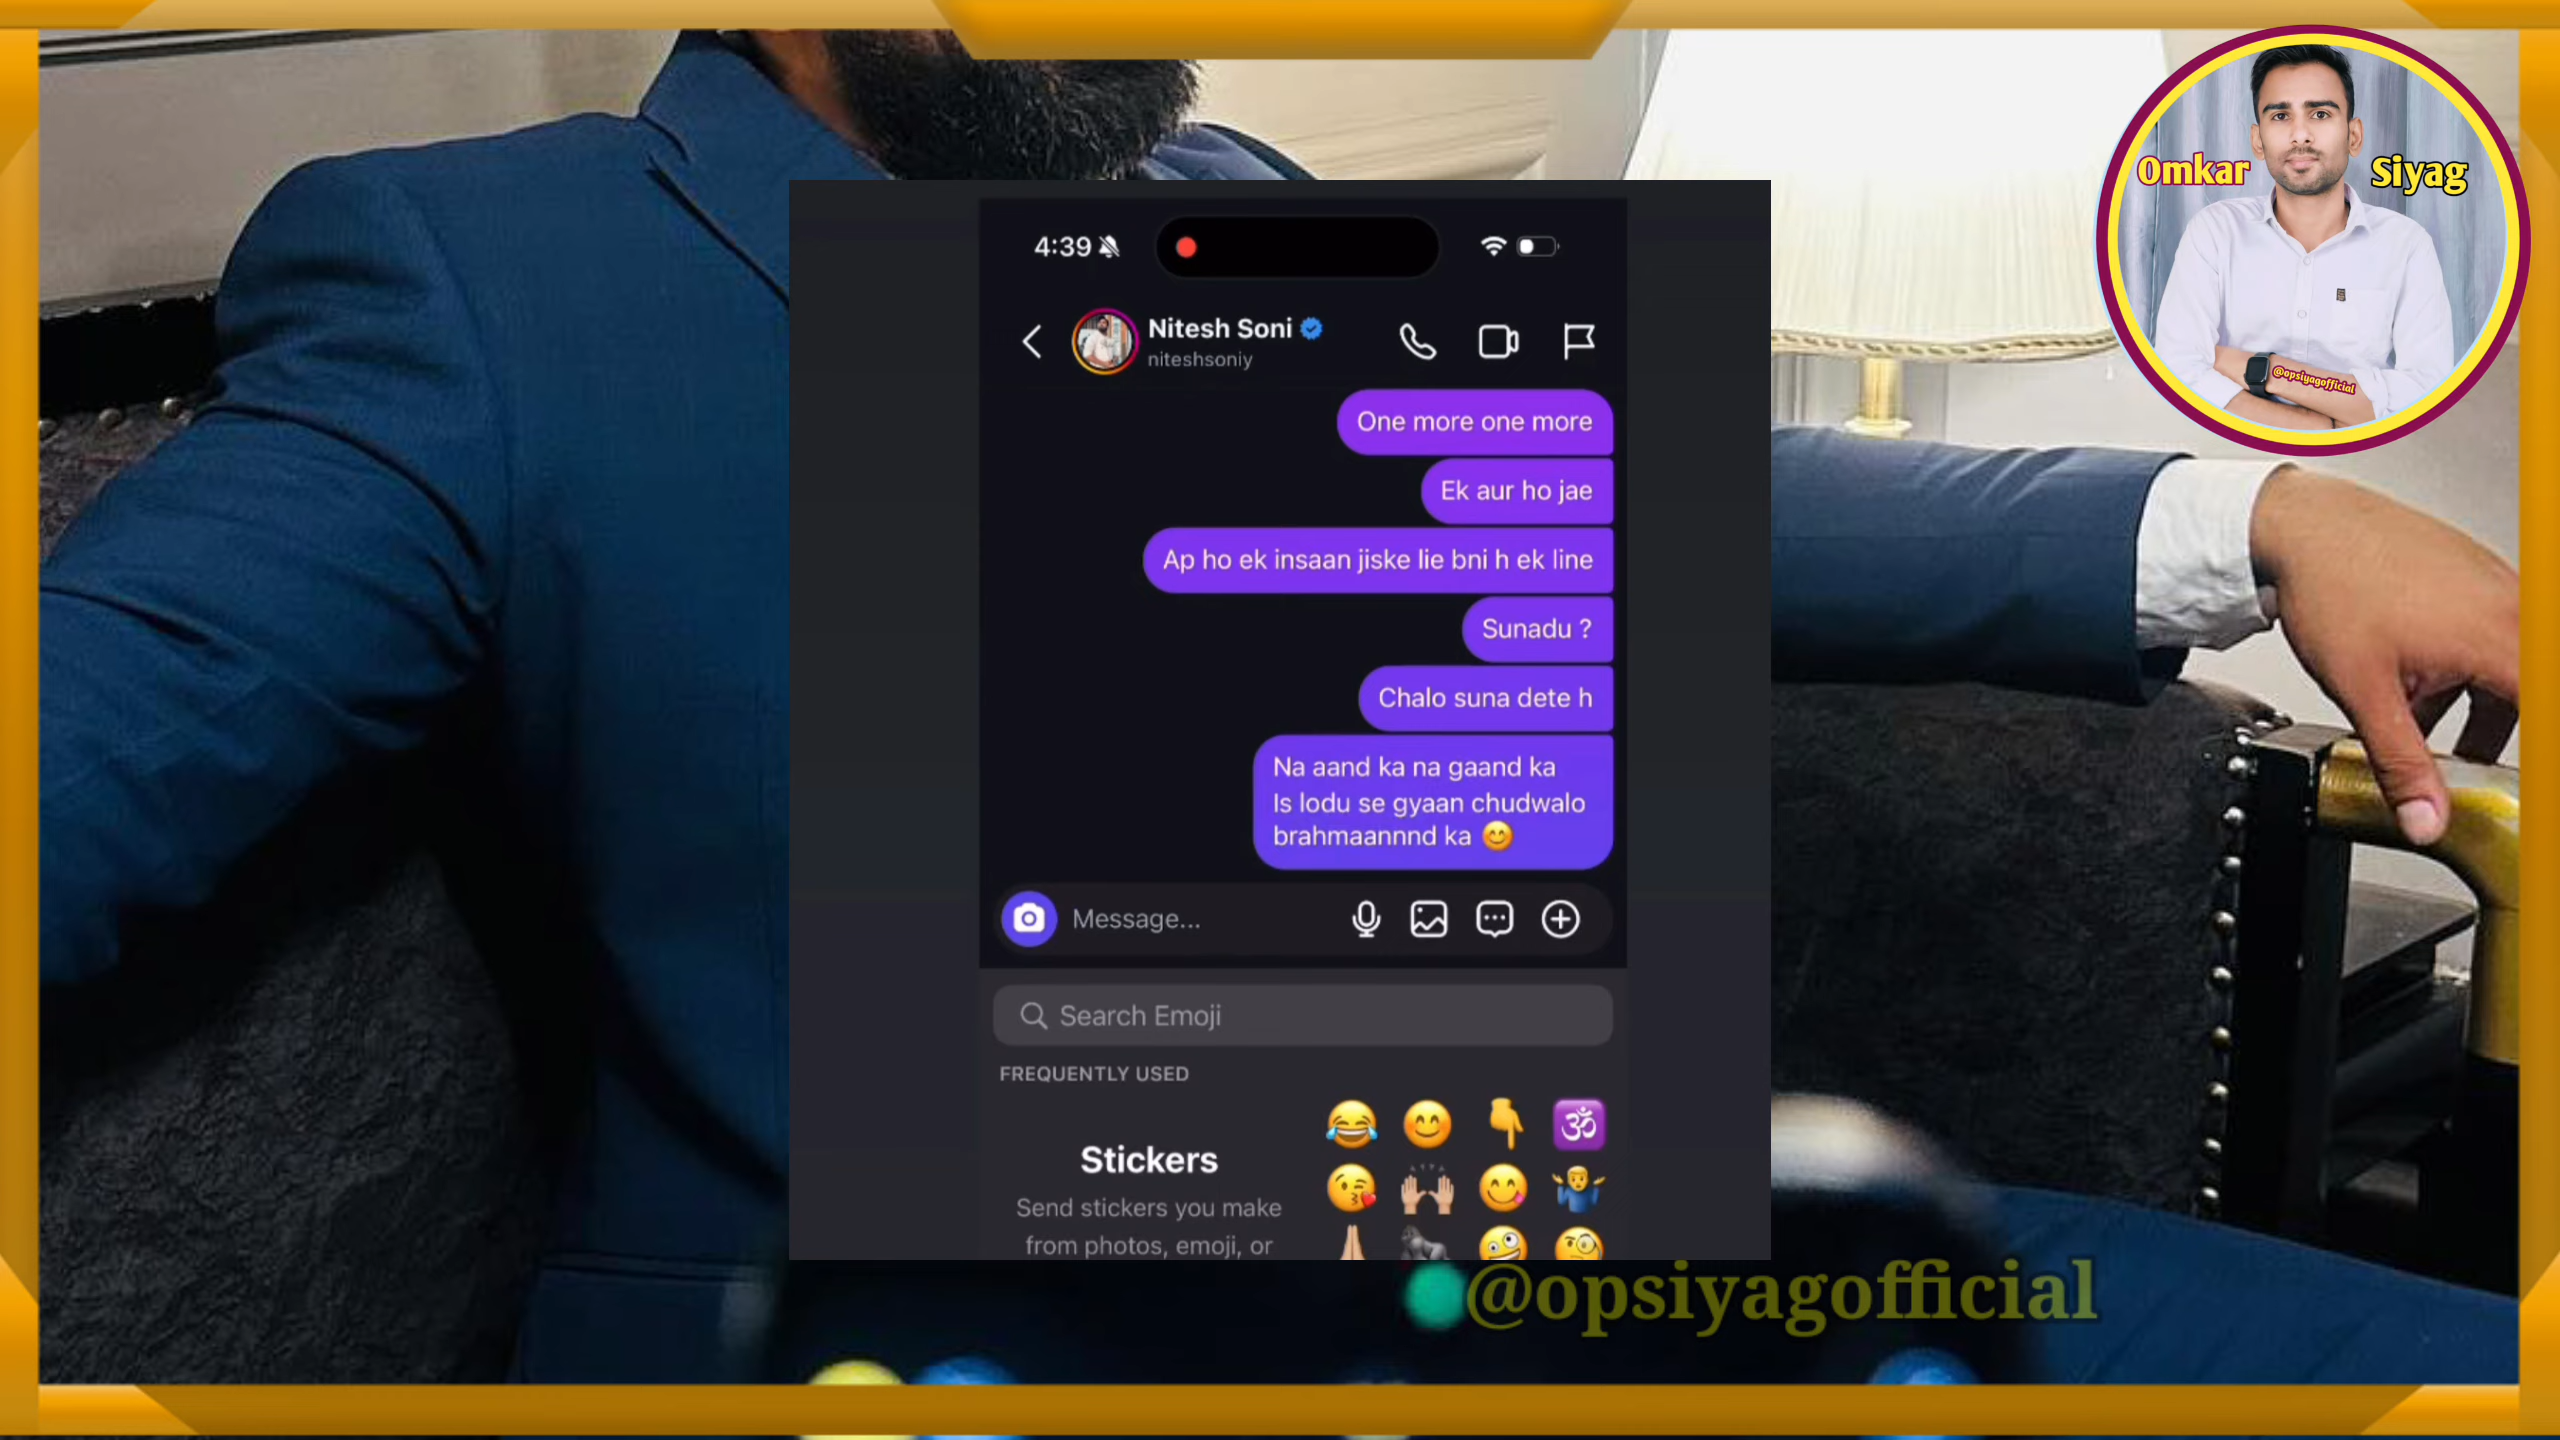 Omkar Siyag
@opsiyagofficial
4:39
Nitesh Soni
niteshsoniy
One more one more
Ek aur ho jae
Ap ho ek insaan jiske lie bni h ek line
Sunadu ?
Chalo suna dete h
Na aand ka na gaand ka
Is lodu se gyaan chudwalo
brahmaannnd ka 😊
Message...
Search Emoji
FREQUENTLY USED
Stickers
Send stickers you make
from photos, emoji, or
@opsiyagofficial